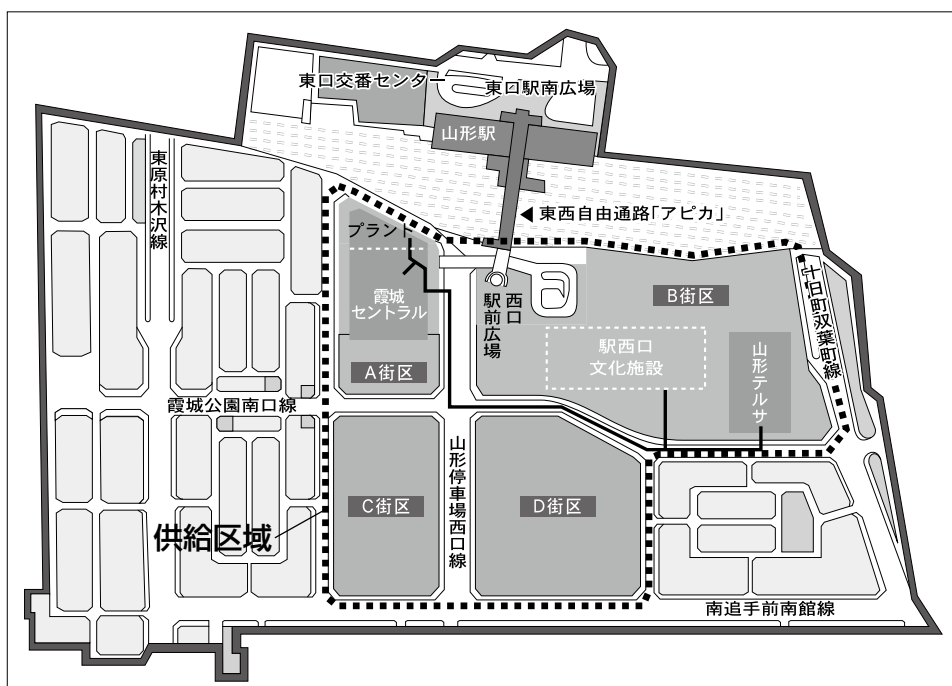 東口交番センター
東口駅南広場
山形駅
東原村木沢線
東西自由通路「アピカ」
プラント
霞城
セントラル
西口
駅前広場
B街区
十日町双葉町線
駅西口
文化施設
山形テルサ
A街区
霞城公園南口線
山形停車場西口線
C街区
D街区
供給区域
南追手前南館線